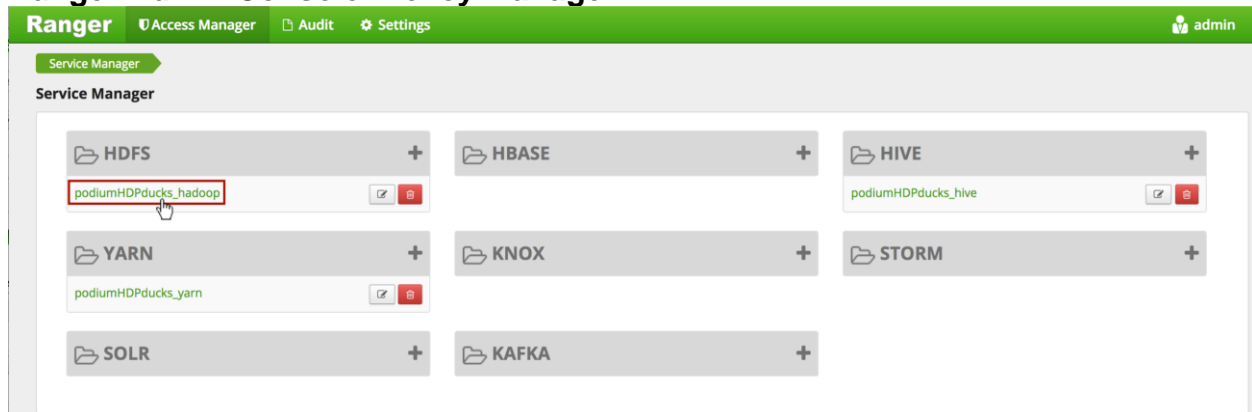 Ranger Access Manager Audit Settings admin
Service Manager
Service Manager
HDFS HBASE HIVE
podiumHDPducks_hadoop podiumHDPducks_hive
YARN KNOX STORM
podiumHDPducks_yarn
SOLR KAFKA